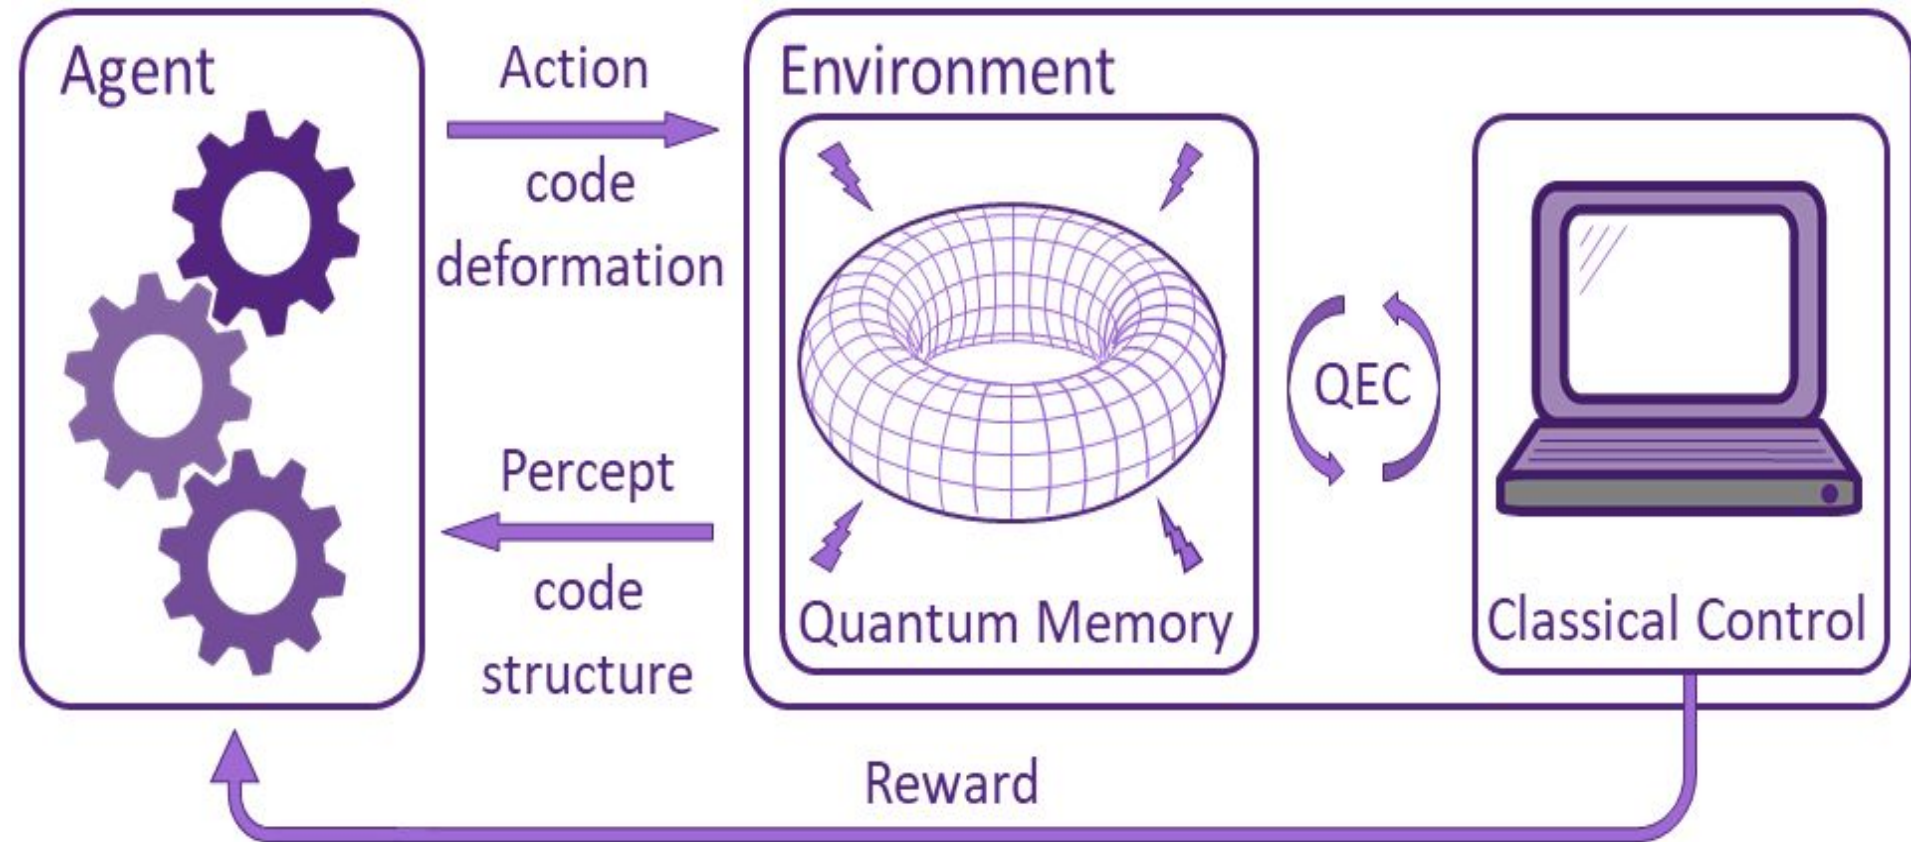 Agent
Action
code
deformation
Percept
code
structure
Environment
Quantum Memory
QEC
Classical Control
Reward